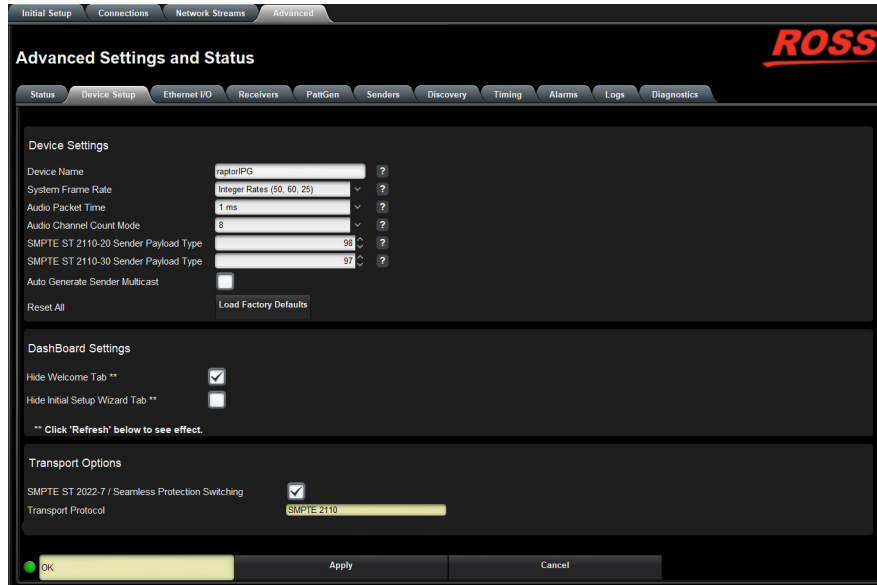 Initial Setup Connections Network Streams Advanced
ROSS
Advanced Settings and Status
Status Device Setup Ethernet I/O Receivers PattGen Senders Discovery Timing Alarms Logs Diagnostics
Device Settings
Device Name raptorIPG ?
System Frame Rate Integer Rates (50, 60, 25) ?
Audio Packet Time 1 ms ?
Audio Channel Count Mode 8 ?
SMPTE ST 2110-20 Sender Payload Type 98 ?
SMPTE ST 2110-30 Sender Payload Type 97 ?
Auto Generate Sender Multicast
Reset All Load Factory Defaults
DashBoard Settings
Hide Welcome Tab **
Hide Initial Setup Wizard Tab **
** Click 'Refresh' below to see effect.
Transport Options
SMPTE ST 2022-7 / Seamless Protection Switching
Transport Protocol SMPTE 2110
OK Apply Cancel